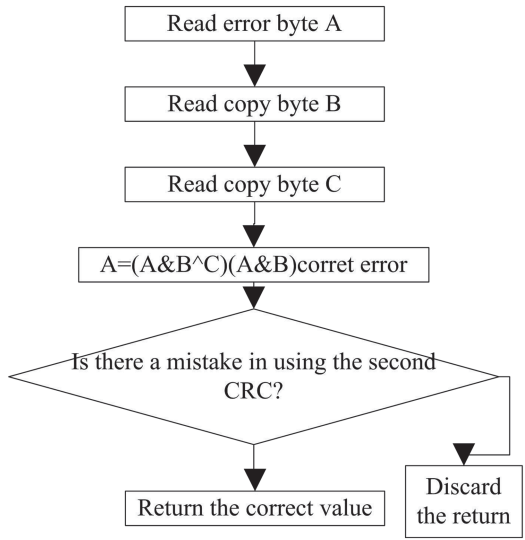 Read error byte A
Read copy byte B
Read copy byte C
A=(A&B^C)(A&B)corret error
Is there a mistake in using the second
CRC?
Return the correct value
Discard
the return